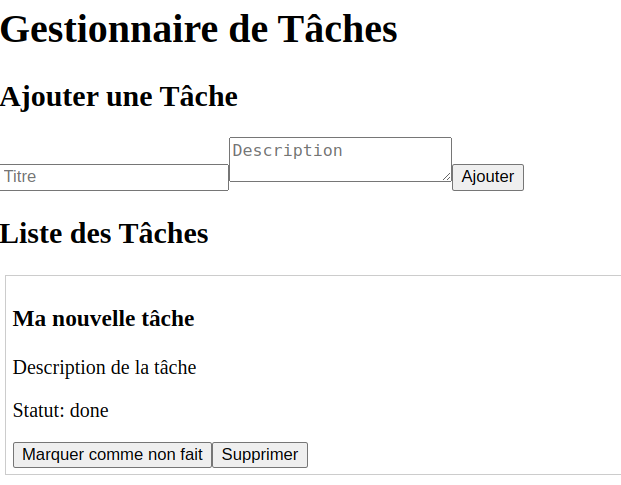 Gestionnaire de Tâches
Ajouter une Tâche
Titre
Description
Ajouter
Liste des Tâches
Ma nouvelle tâche
Description de la tâche
Statut: done
Marquer comme non fait Supprimer